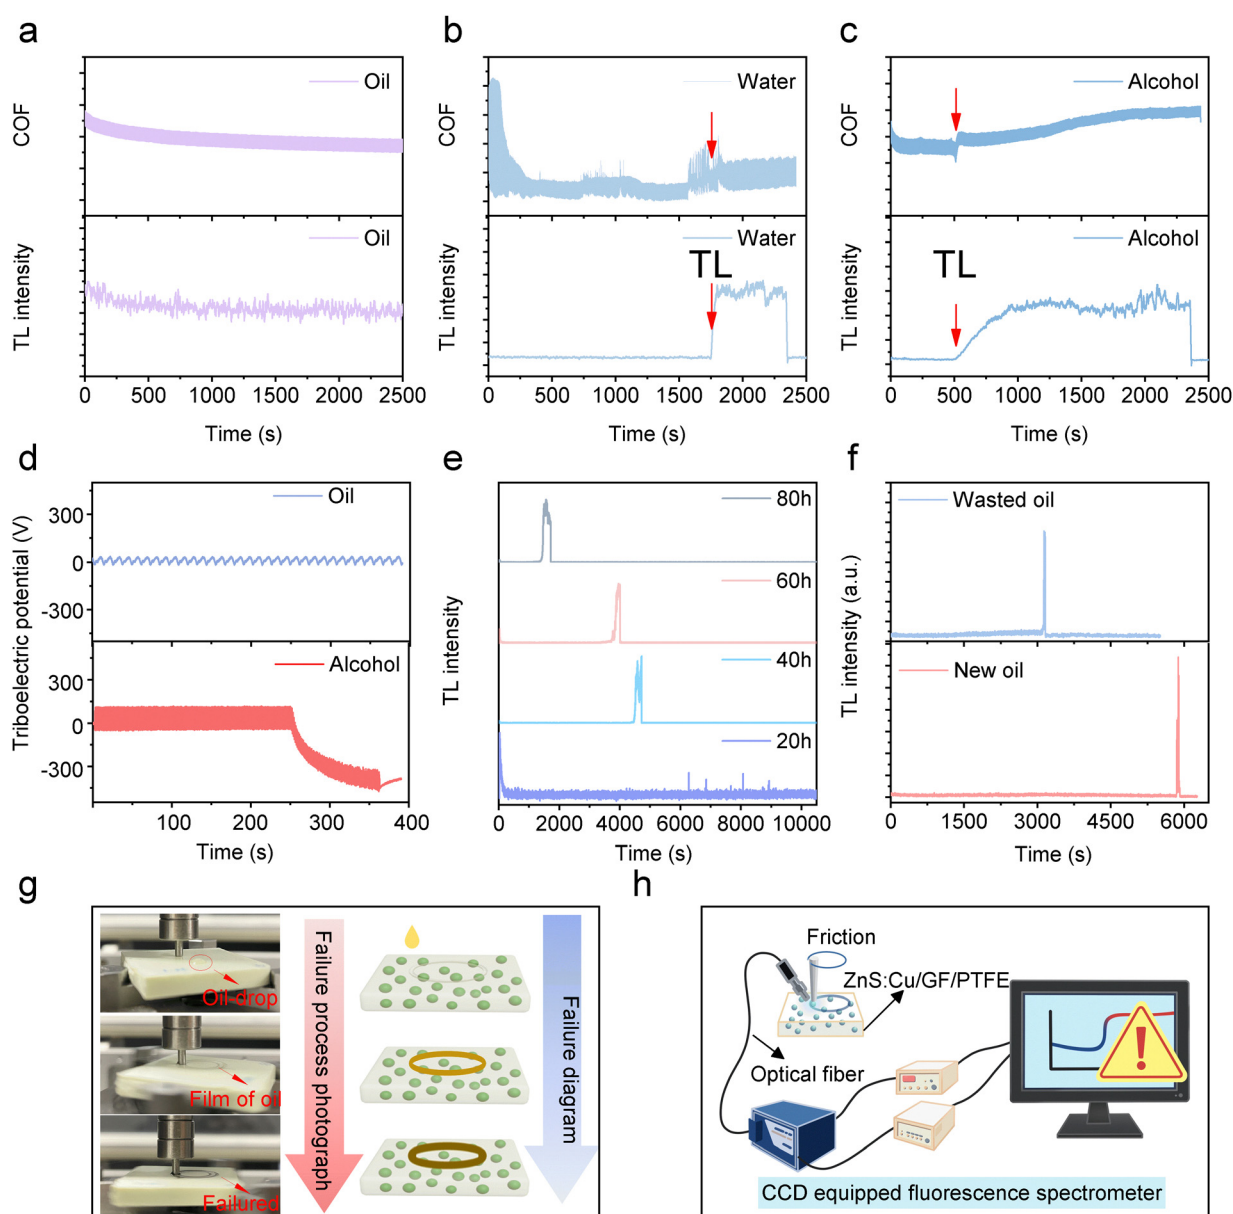 a
b
c
Oil
Water
Alcohol
COF
COF
COF
Oil
Water
Alcohol
TL
TL
TL intensity
TL intensity
TL intensity
0 500 1000 1500 2000 2500
0 500 1000 1500 2000 2500
0 500 1000 1500 2000 2500
Time (s)
Time (s)
Time (s)
d
e
f
Oil
300
0
-300
Alcohol
300
0
-300
Triboelectric potential (V)
100 200 300 400
Time (s)
80h
60h
40h
20h
TL intensity
0 2000 4000 6000 8000 10000
Time (s)
Wasted oil
New oil
TL intensity (a.u.)
0 1500 3000 4500 6000
Time (s)
g
h
Oil-drop
Film of oil
Failured
Failure process photograph
Failure diagram
Friction
ZnS:Cu/GF/PTFE
Optical fiber
CCD equipped fluorescence spectrometer